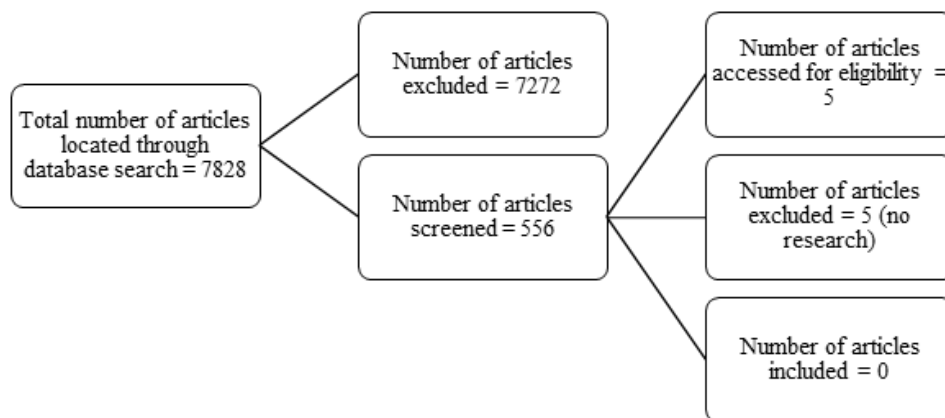 Total number of articles
located through
database search = 7828
Number of articles
excluded = 7272
Number of articles
screened = 556
Number of articles
accessed for eligibility =
5
Number of articles
excluded = 5 (no
research)
Number of articles
included = 0